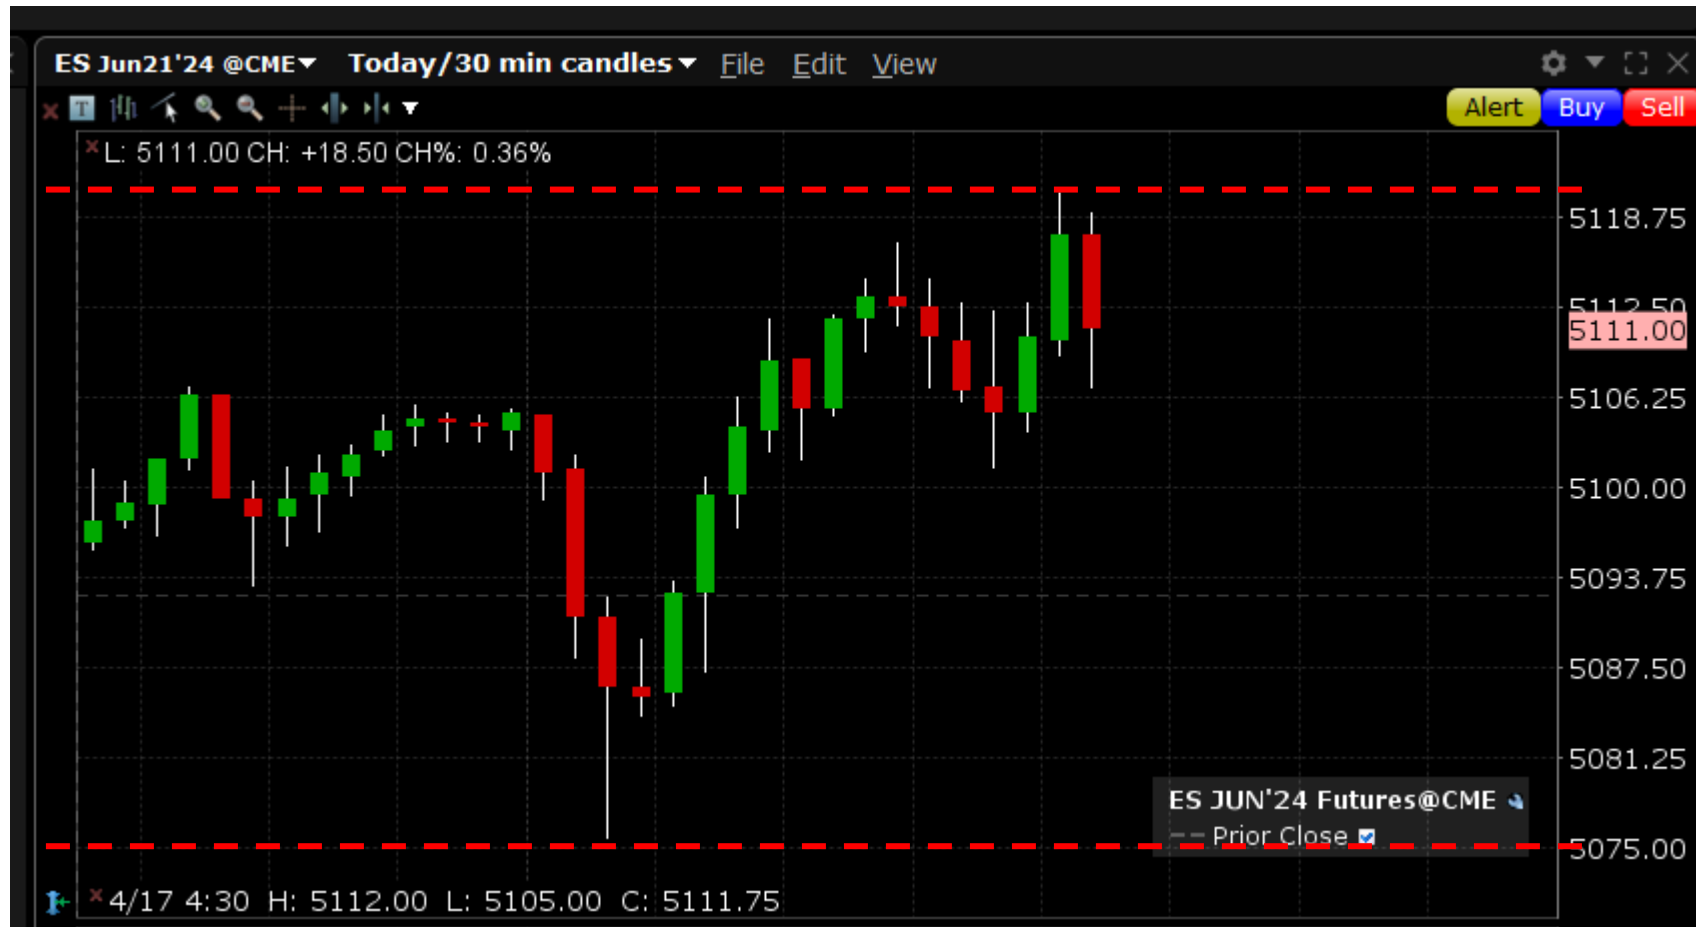 ES Jun21'24 @CME Today/30 min candles File Edit View
T Alert Buy Sell
L: 5111.00 CH: +18.50 CH%: 0.36%
5118.75
5112.50
5111.00
5106.25
5100.00
5093.75
5087.50
5081.25
ES JUN'24 Futures@CME
Prior Close
5075.00
4/17 4:30 H: 5112.00 L: 5105.00 C: 5111.75